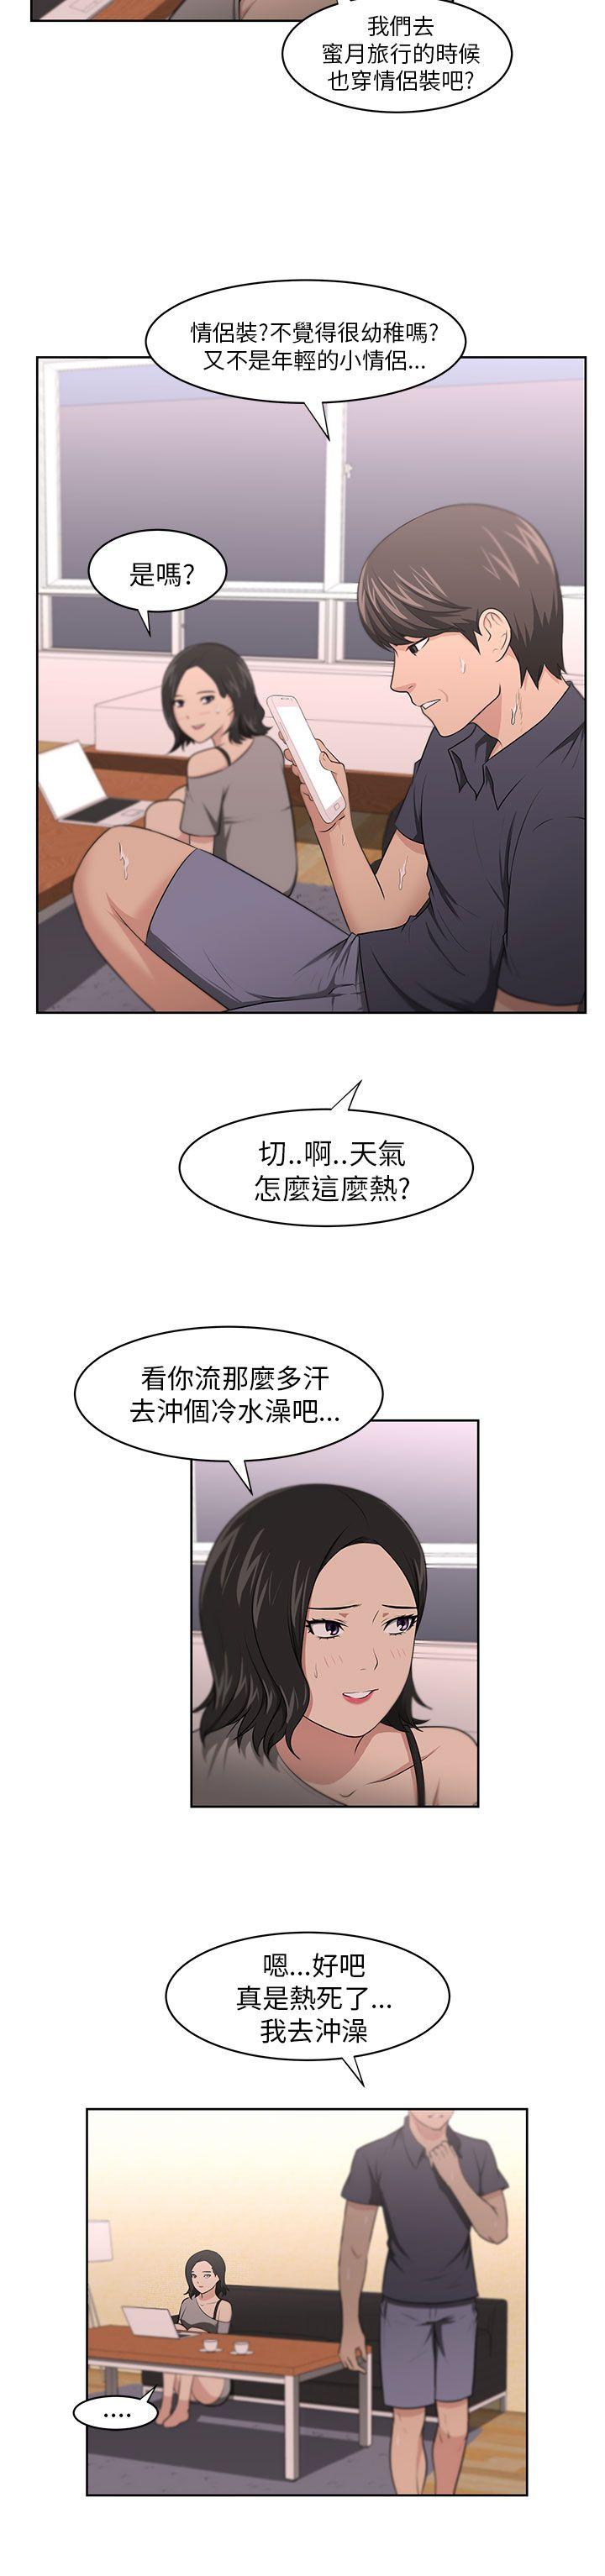 我們去
蜜月旅行的時候
也穿情侶裝吧?
情侶裝?不覺得很幼稚嗎?
又不是年輕的小情侶...
是嗎?
切..啊..天氣
怎麼這麼熱?
看你流那麼多汗
去沖個冷水澡吧...
嗯...好吧
真是熱死了...
我去沖澡
....